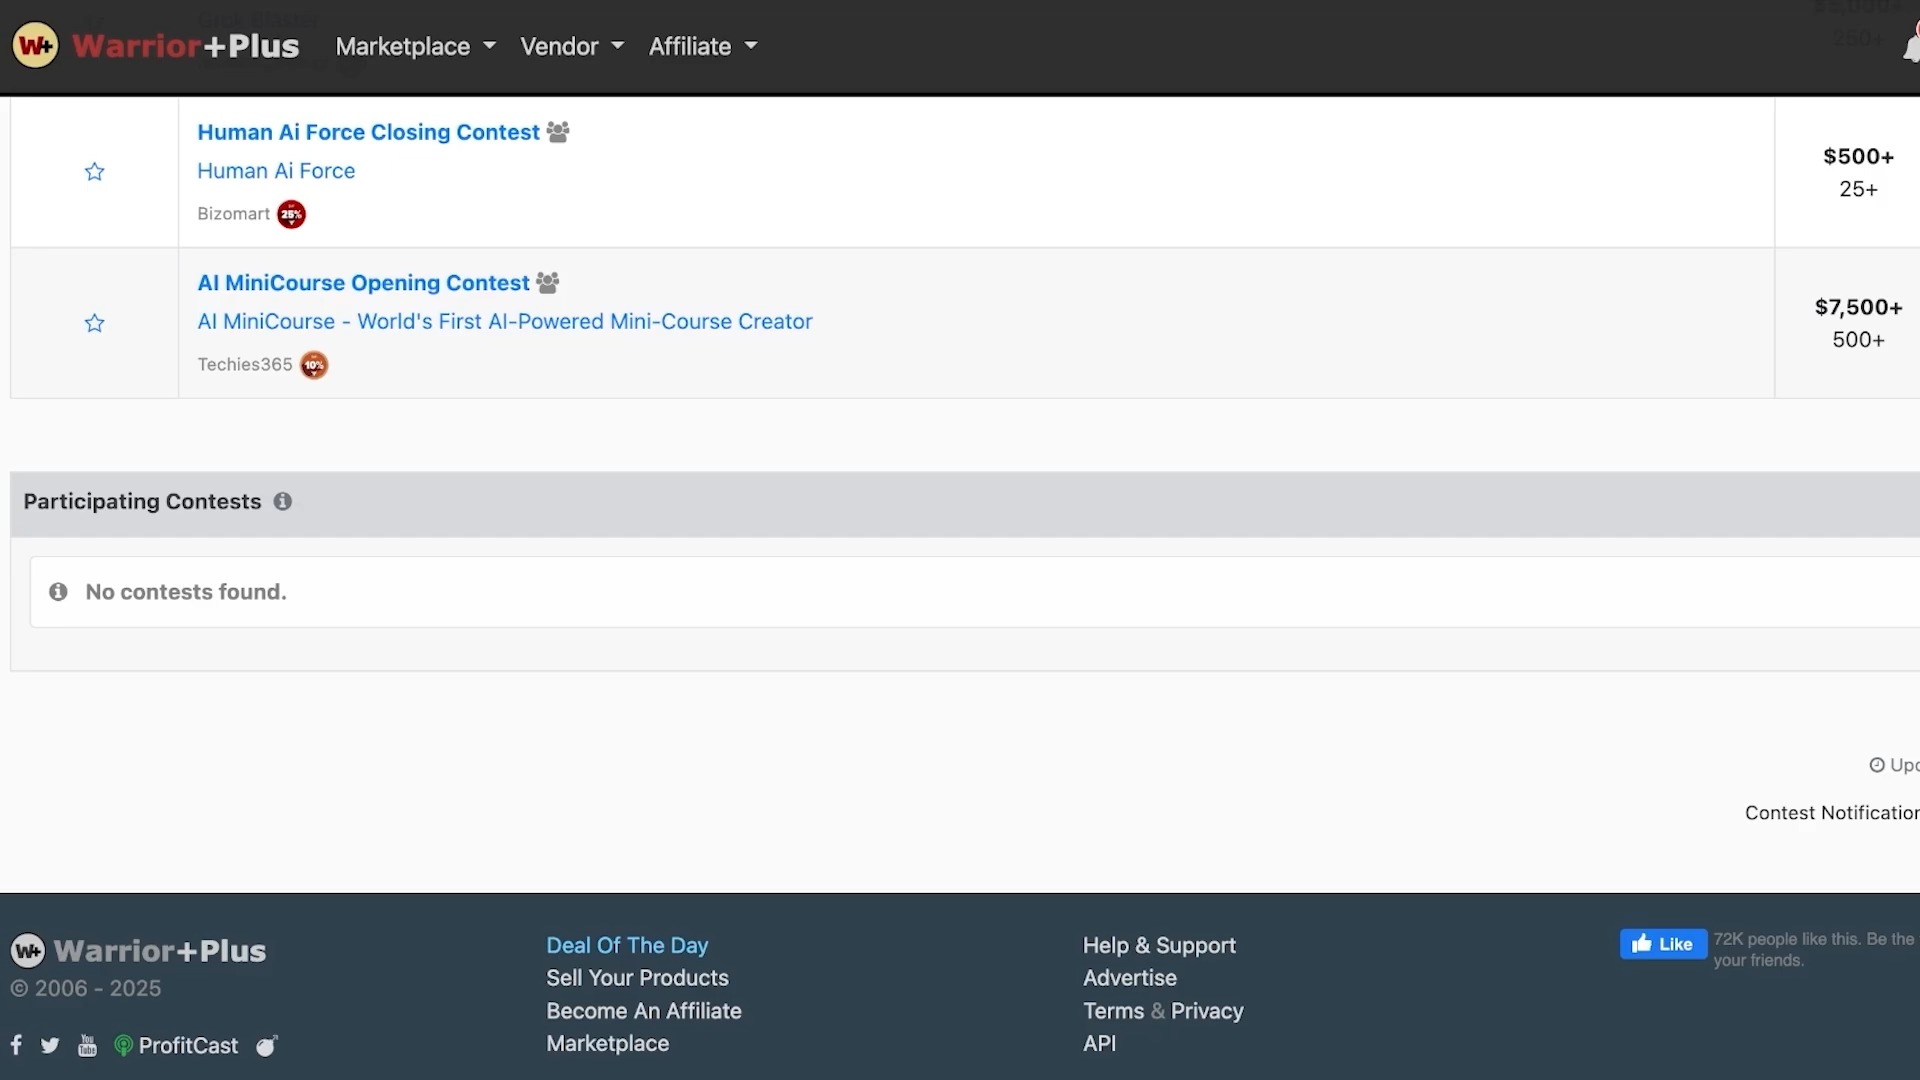 W+ Warrior+Plus Marketplace Vendor Affiliate
Human Ai Force Closing Contest
Human Ai Force
Bizomart 25%
$500+
25+
AI MiniCourse Opening Contest
AI MiniCourse - World's First AI-Powered Mini-Course Creator
Techies365 10%
$7,500+
500+
Participating Contests
No contests found.
Contest Notification
W+ Warrior+Plus
© 2006 - 2025
ProfitCast
Deal Of The Day
Sell Your Products
Become An Affiliate
Marketplace
Help & Support
Advertise
Terms & Privacy
API
Like
72K people like this. Be the
your friends.